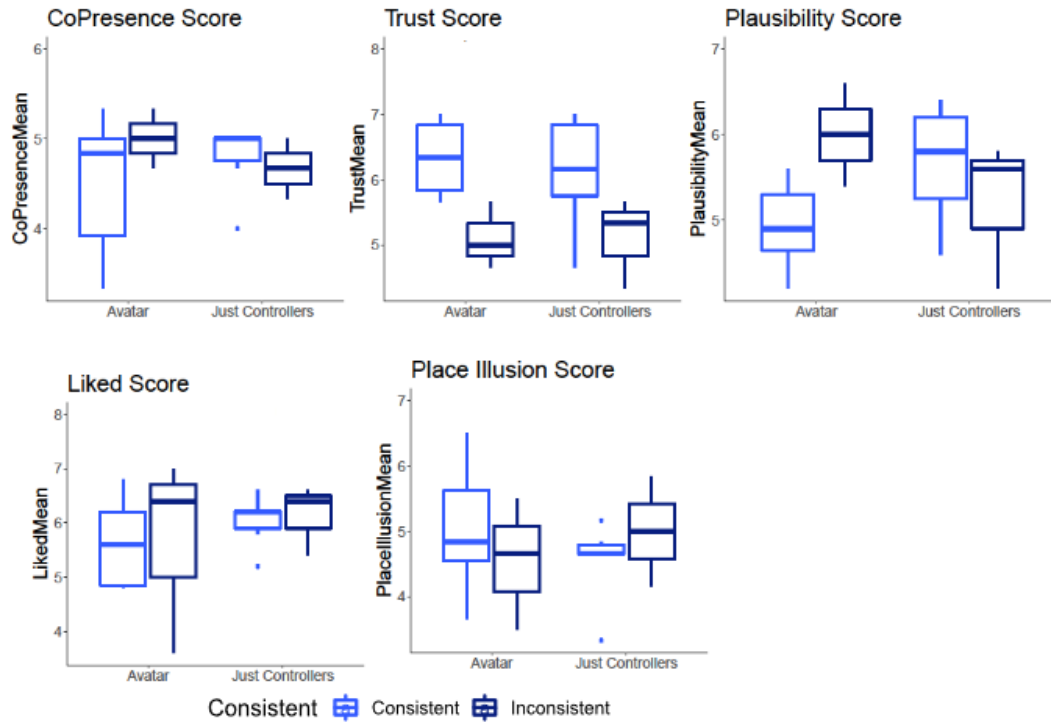 CoPresence Score
6
5
4
CoPresenceMean
Avatar
Just Controllers
Trust Score
8
7
6
5
TrustMean
Avatar
Just Controllers
Plausibility Score
7
6
5
PlausibilityMean
Avatar
Just Controllers
Liked Score
8
7
6
5
4
LikedMean
Avatar
Just Controllers
Place Illusion Score
7
6
5
4
PlaceIllusionMean
Avatar
Just Controllers
Consistent Consistent Inconsistent